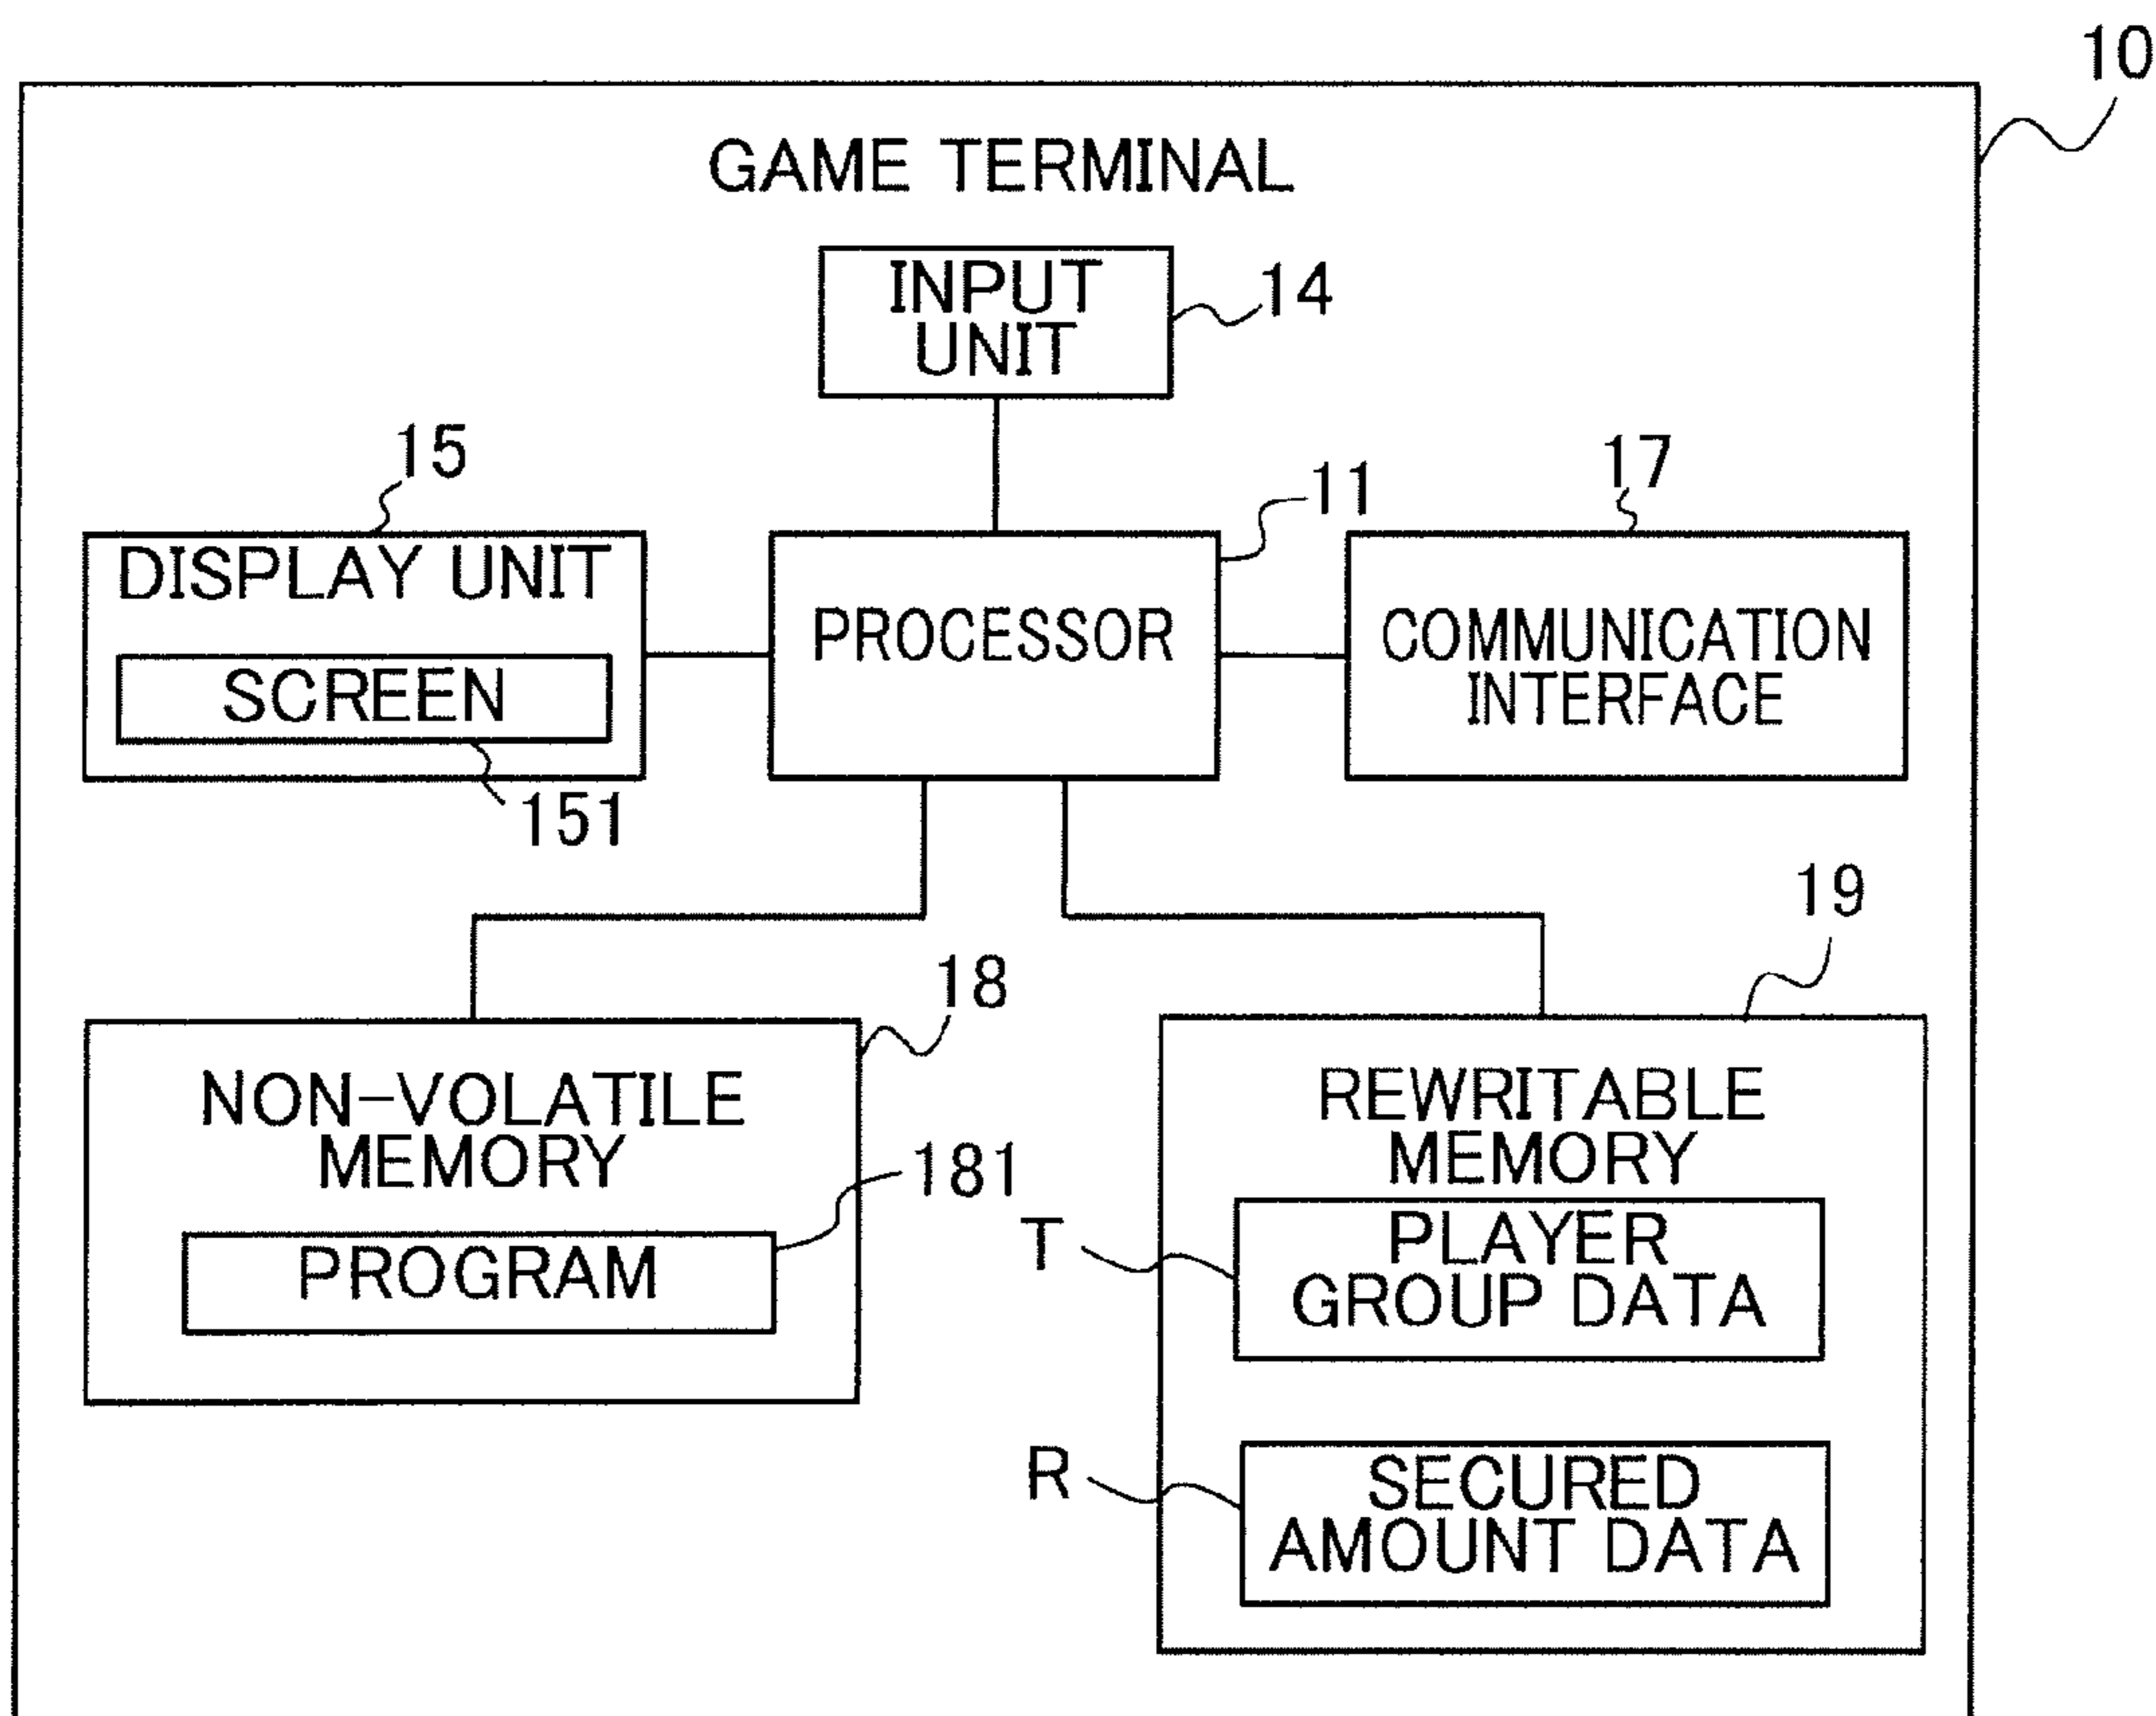 10
GAME TERMINAL
INPUT
UNIT
14
15
11
17
DISPLAY UNIT
SCREEN
151
PROCESSOR
COMMUNICATION
INTERFACE
18
19
NON-VOLATILE
MEMORY
181
PROGRAM
REWRITABLE
MEMORY
T
PLAYER
GROUP DATA
R
SECURED
AMOUNT DATA